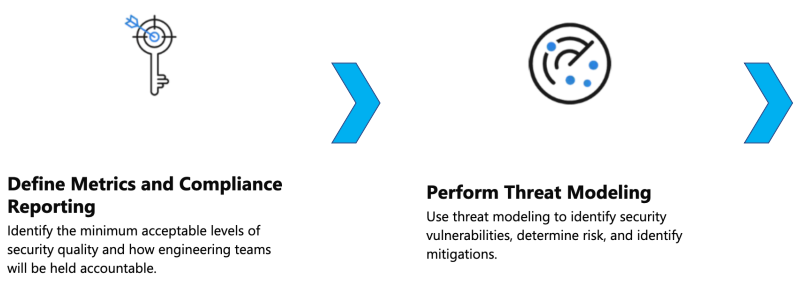 Define Metrics and Compliance
Reporting
Identify the minimum acceptable levels of
security quality and how engineering teams
will be held accountable.
Perform Threat Modeling
Use threat modeling to identify security
vulnerabilities, determine risk, and identify
mitigations.